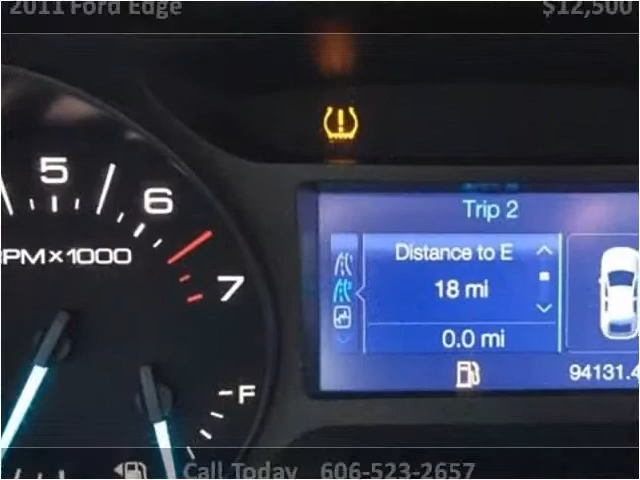 2011 Ford Edge $12,500
5
6
7
RPM×1000
F
Trip 2
Distance to E
18 mi
0.0 mi
94131.4
Call Today 606-523-2657